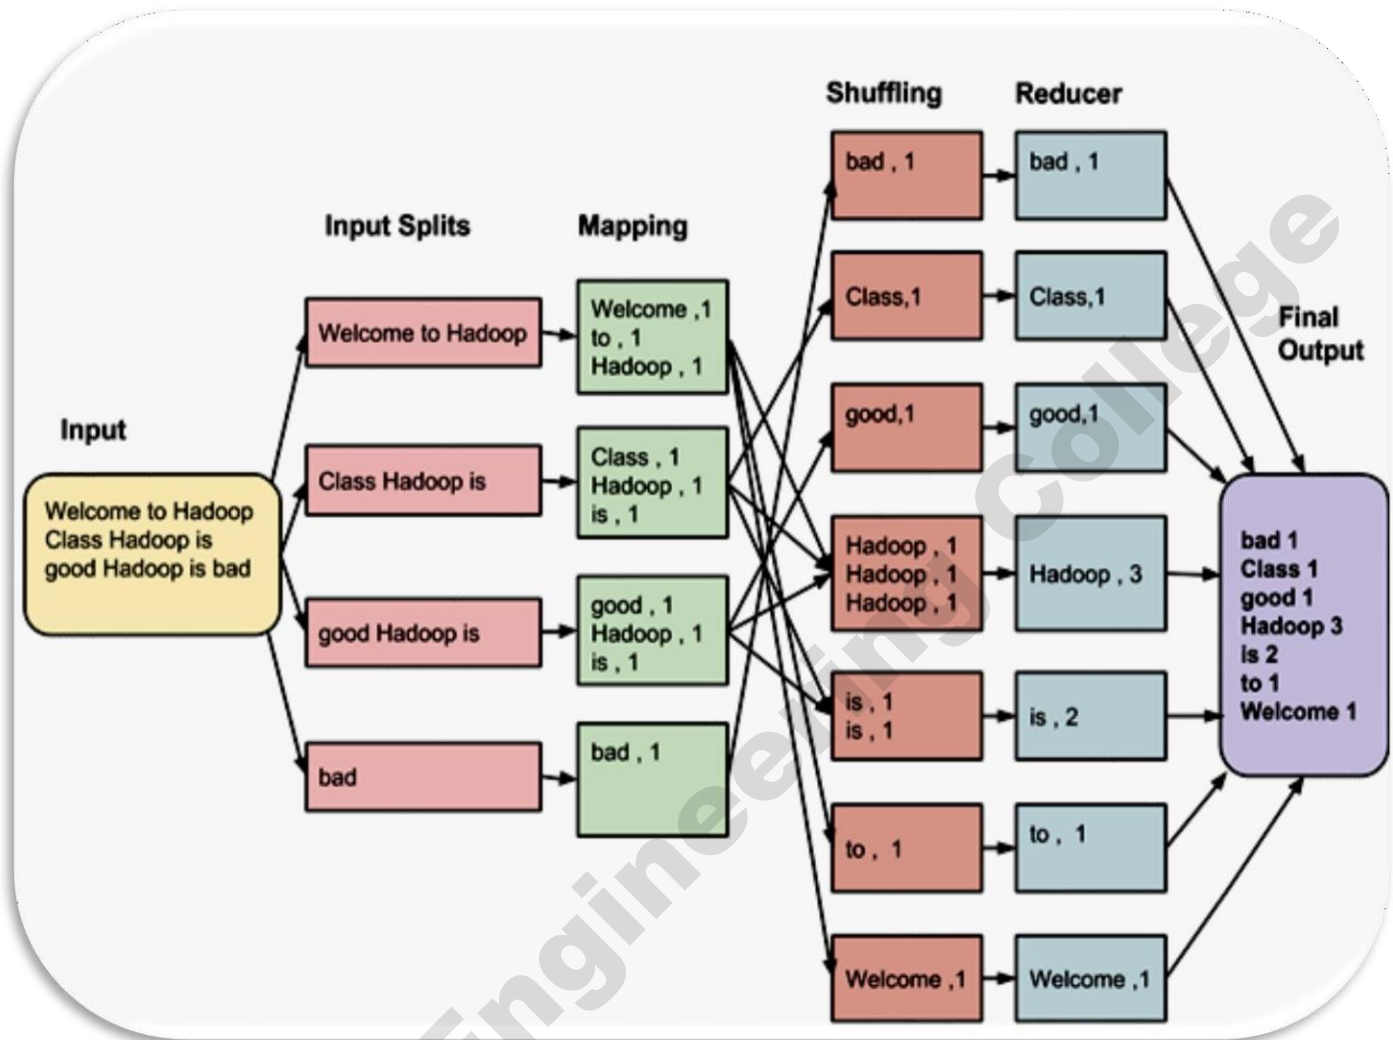 Input
Welcome to Hadoop
Class Hadoop is
good Hadoop is bad
Input Splits
Welcome to Hadoop
Class Hadoop is
good Hadoop is
bad
Mapping
Welcome ,1
to , 1
Hadoop , 1
Class , 1
Hadoop , 1
is , 1
good , 1
Hadoop , 1
is , 1
bad , 1
Shuffling
bad , 1
Class,1
good,1
Hadoop , 1
Hadoop , 1
Hadoop , 1
is , 1
is , 1
to , 1
Welcome ,1
Reducer
bad , 1
Class,1
good,1
Hadoop , 3
is , 2
to , 1
Welcome ,1
Final
Output
bad 1
Class 1
good 1
Hadoop 3
is 2
to 1
Welcome 1
Engineering College